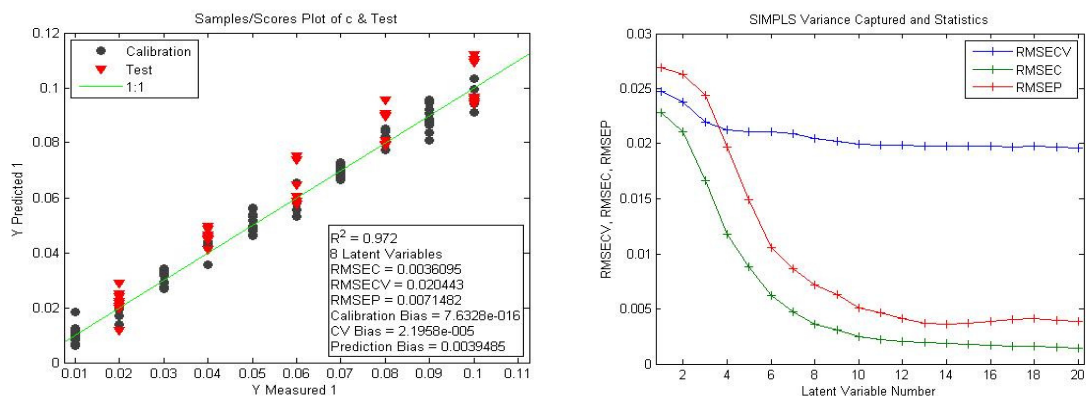 Samples/Scores Plot of c & Test
0.12
0.1
0.08
0.06
0.04
0.02
0
Y Predicted 1
Calibration
Test
1:1
R² = 0.972
8 Latent Variables
RMSEC = 0.0036095
RMSECV = 0.020443
RMSEP = 0.0071482
Calibration Bias = 7.6328e-016
CV Bias = 2.1958e-005
Prediction Bias = 0.0039485
0.01 0.02 0.03 0.04 0.05 0.06 0.07 0.08 0.09 0.1 0.11
Y Measured 1
SIMPLS Variance Captured and Statistics
0.03
0.025
0.02
0.015
0.01
0.005
0
RMSECV, RMSEC, RMSEP
RMSECV
RMSEC
RMSEP
2 4 6 8 10 12 14 16 18 20
Latent Variable Number